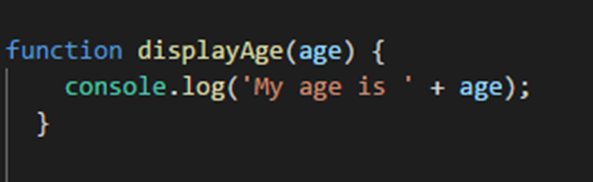 function displayAge(age) {
console.log('My age is ' + age);
}